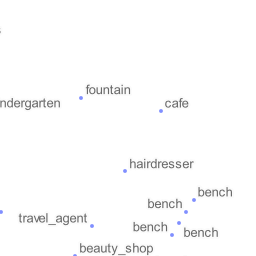 fountain
ndergarten
cafe
hairdresser
bench
bench
travel_agent
bench
bench
beauty_shop